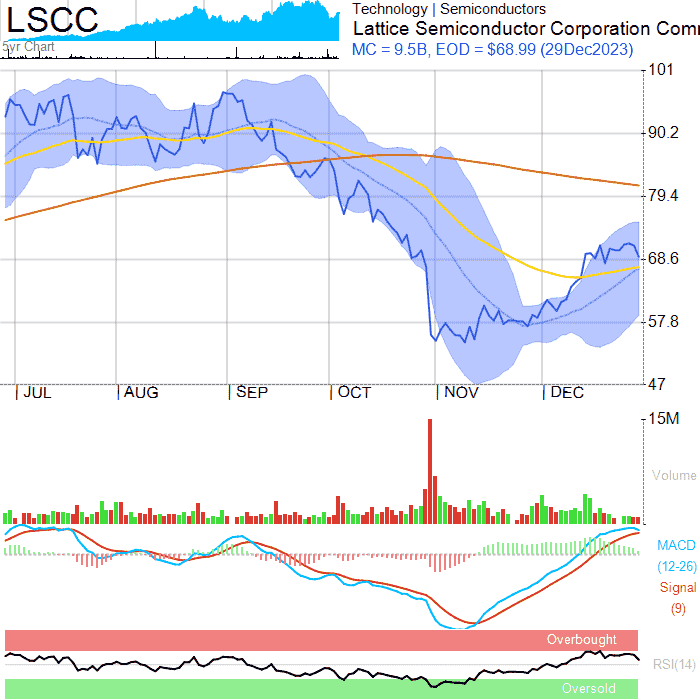 LSCC
5yr Chart
Technology | Semiconductors
Lattice Semiconductor Corporation Com
MC = 9.5B, EOD = $68.99 (29Dec2023)
101
90.2
79.4
68.6
57.8
47
JUL AUG SEP OCT NOV DEC
15M
Volume
MACD
(12-26)
Signal
(9)
Overbought
RSI(14)
Oversold